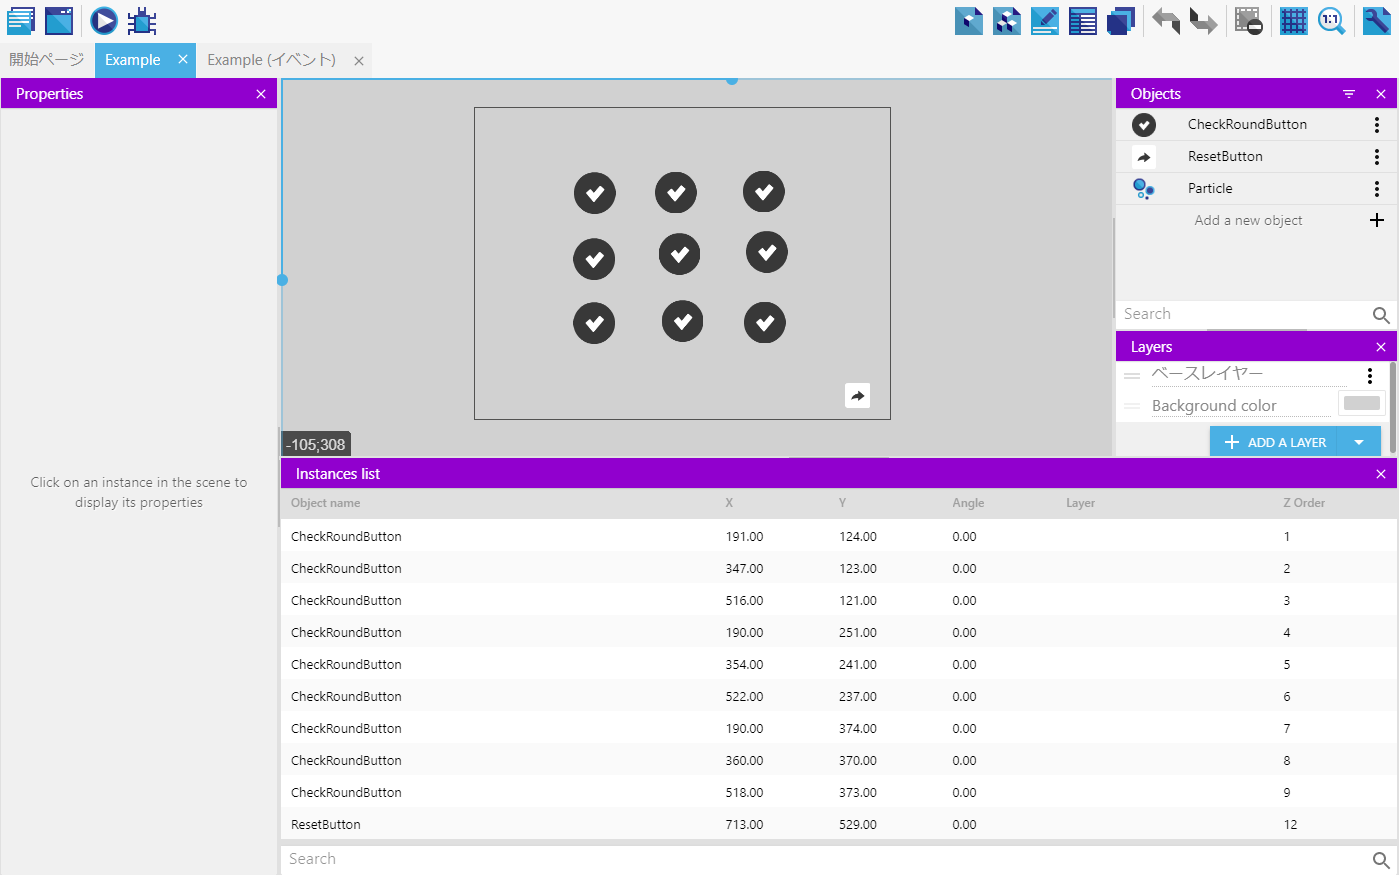 1:1
開始ページ
Example
Example (イベント)
Properties
Click on an instance in the scene to
display its properties
-105;308
Objects
CheckRoundButton
ResetButton
Particle
Add a new object
Search
Layers
ベースレイヤー
Background color
ADD A LAYER
Instances list
Object name X Y Angle Layer Z Order
CheckRoundButton 191.00 124.00 0.00 1
CheckRoundButton 347.00 123.00 0.00 2
CheckRoundButton 516.00 121.00 0.00 3
CheckRoundButton 190.00 251.00 0.00 4
CheckRoundButton 354.00 241.00 0.00 5
CheckRoundButton 522.00 237.00 0.00 6
CheckRoundButton 190.00 374.00 0.00 7
CheckRoundButton 360.00 370.00 0.00 8
CheckRoundButton 518.00 373.00 0.00 9
ResetButton 713.00 529.00 0.00 12
Search